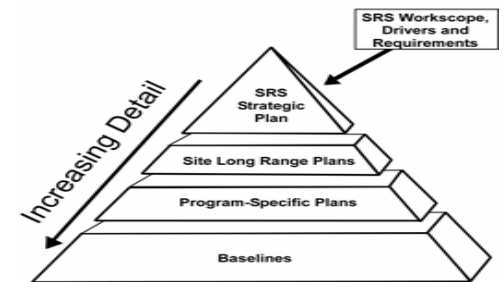 SRS Workscope,
Drivers and
Requirements
SRS
Strategic
Plan
Increasing Detail
Site Long Range Plans
Program-Specific Plans
Baselines